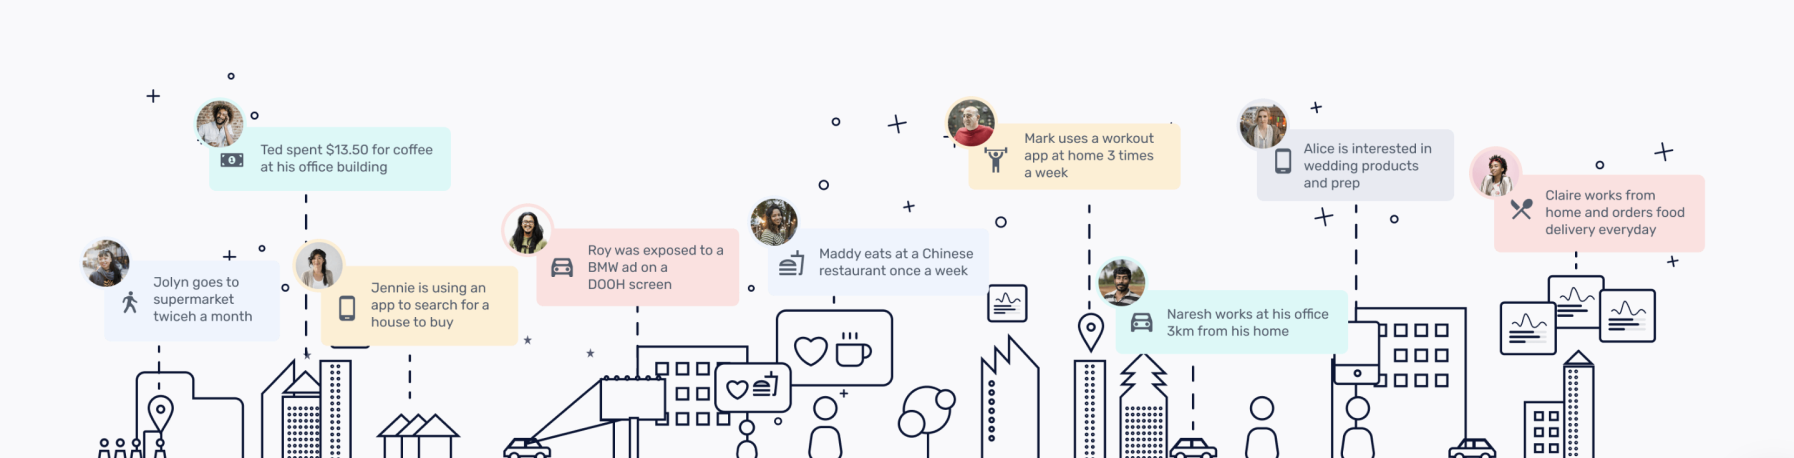 Ted spent $13.50 for coffee
at his office building
Jolyn goes to
supermarket
twiceh a month
Jennie is using an
app to search for a
house to buy
Roy was exposed to a
BMW ad on a
DOOH screen
Maddy eats at a Chinese
restaurant once a week
Mark uses a workout
app at home 3 times
a week
Naresh works at his office
3km from his home
Alice is interested in
wedding products
and prep
Claire works from
home and orders food
delivery everyday